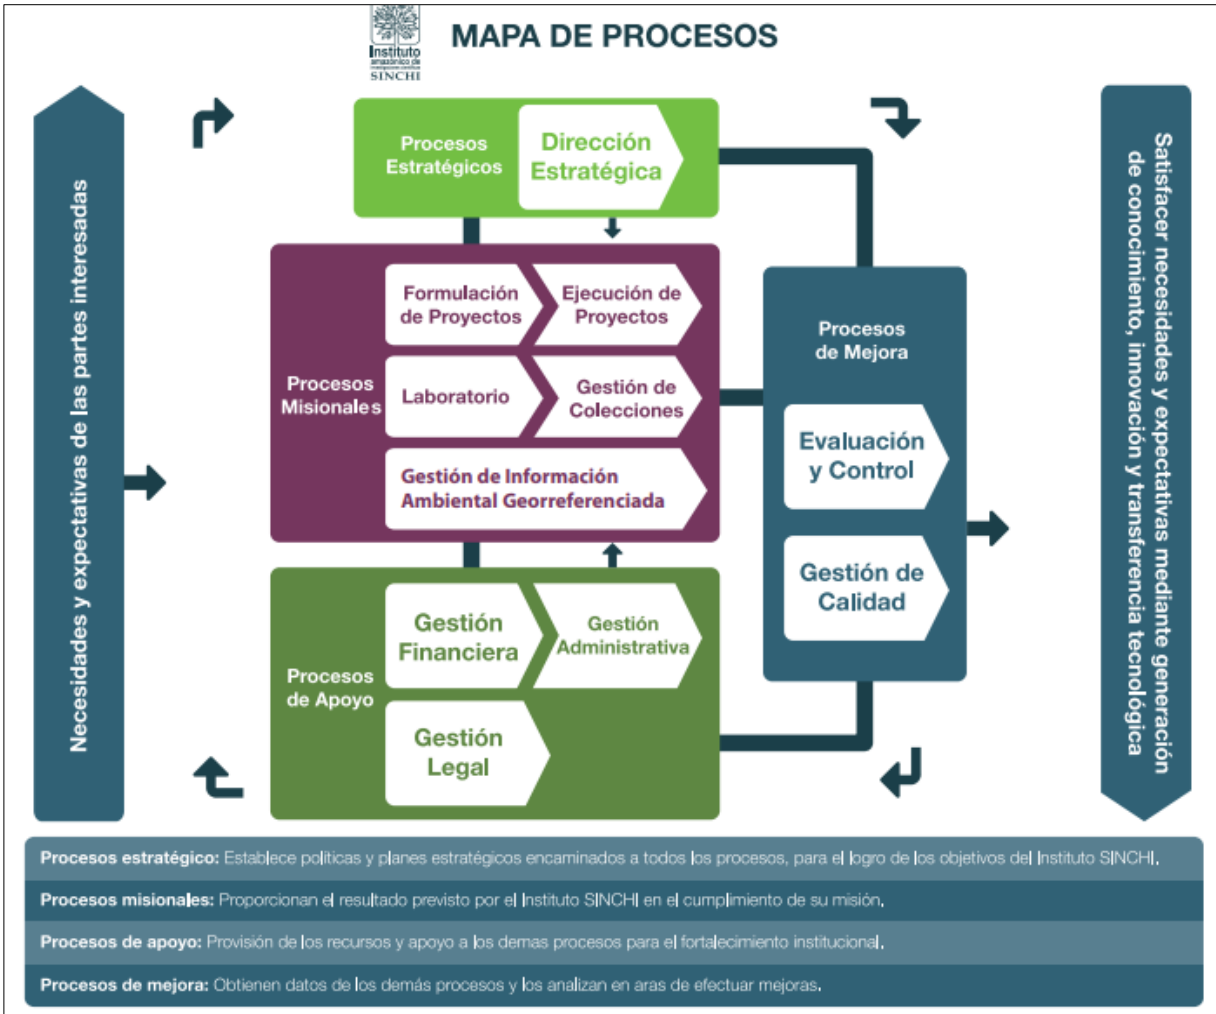 Instituto
amazónico de
investigaciones científicas
SINCHI
MAPA DE PROCESOS
Necesidades y expectativas de las partes interesadas
Procesos
Estratégicos
Dirección
Estratégica
Procesos
Misionales
Formulación
de Proyectos
Ejecución de
Proyectos
Laboratorio
Gestión de
Colecciones
Gestión de Información
Ambiental Georreferenciada
Procesos
de Apoyo
Gestión
Financiera
Gestión
Administrativa
Gestión
Legal
Procesos
de Mejora
Evaluación
y Control
Gestión de
Calidad
Satisfacer necesidades y expectativas mediante generación
de conocimiento, innovación y transferencia tecnológica
Procesos estratégico: Establece políticas y planes estratégicos encaminados a todos los procesos, para el logro de los objetivos del Instituto SINCHI.
Procesos misionales: Proporcionan el resultado previsto por el Instituto SINCHI en el cumplimiento de su misión.
Procesos de apoyo: Provisión de los recursos y apoyo a los demas procesos para el fortalecimiento institucional.
Procesos de mejora: Obtienen datos de los demás procesos y los analizan en aras de efectuar mejoras.